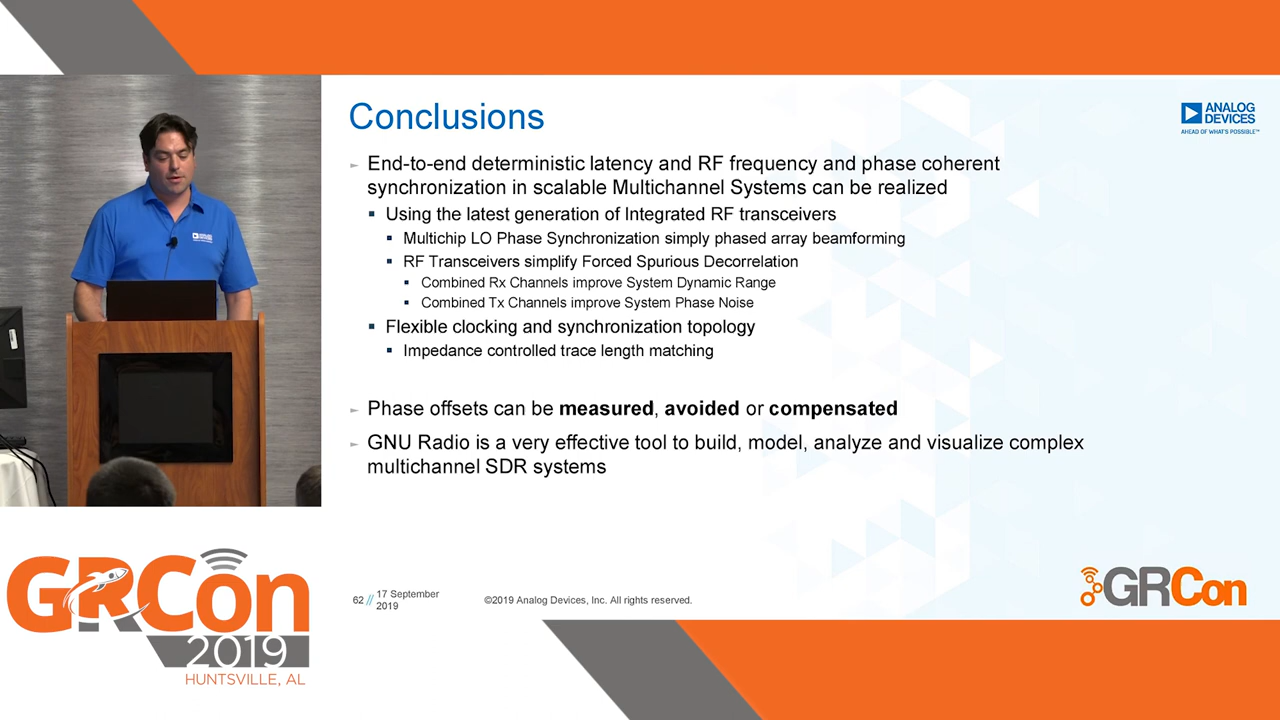 Conclusions
ANALOG
DEVICES
AHEAD OF WHAT'S POSSIBLE™
► End-to-end deterministic latency and RF frequency and phase coherent
synchronization in scalable Multichannel Systems can be realized
▪ Using the latest generation of Integrated RF transceivers
▪ Multichip LO Phase Synchronization simply phased array beamforming
▪ RF Transceivers simplify Forced Spurious Decorrelation
▪ Combined Rx Channels improve System Dynamic Range
▪ Combined Tx Channels improve System Phase Noise
▪ Flexible clocking and synchronization topology
▪ Impedance controlled trace length matching
► Phase offsets can be measured, avoided or compensated
► GNU Radio is a very effective tool to build, model, analyze and visualize complex
multichannel SDR systems
62 // 17 September
2019
©2019 Analog Devices, Inc. All rights reserved.
GRCon
GRCon
2019
HUNTSVILLE, AL